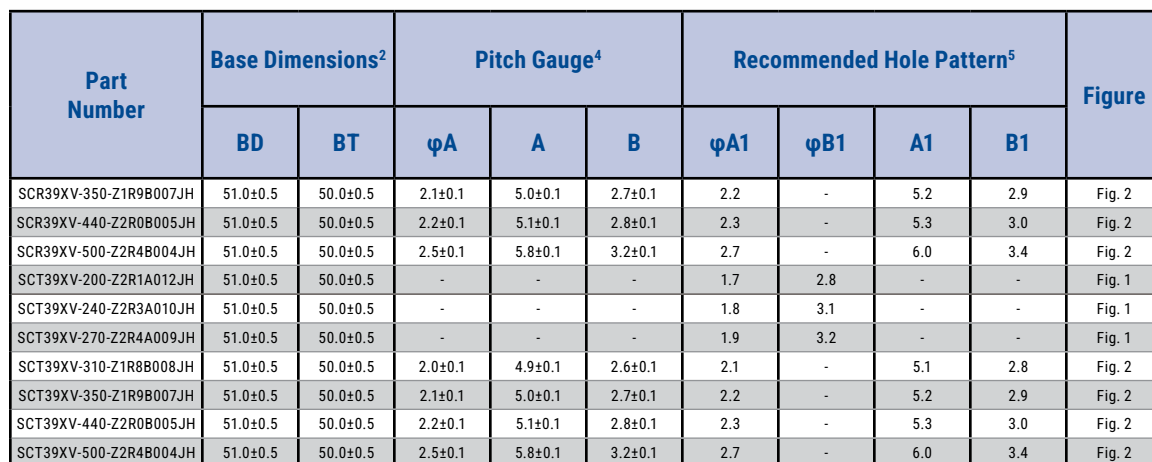 Part Number Base Dimensions² Pitch Gauge⁴ Recommended Hole Pattern⁵ Figure
BD BT φA A B φA1 φB1 A1 B1
SCR39XV-350-Z1R9B007JH 51.0±0.5 50.0±0.5 2.1±0.1 5.0±0.1 2.7±0.1 2.2 - 5.2 2.9 Fig. 2
SCR39XV-440-Z2R0B005JH 51.0±0.5 50.0±0.5 2.2±0.1 5.1±0.1 2.8±0.1 2.3 - 5.3 3.0 Fig. 2
SCR39XV-500-Z2R4B004JH 51.0±0.5 50.0±0.5 2.5±0.1 5.8±0.1 3.2±0.1 2.7 - 6.0 3.4 Fig. 2
SCT39XV-200-Z2R1A012JH 51.0±0.5 50.0±0.5 - - - 1.7 2.8 - - Fig. 1
SCT39XV-240-Z2R3A010JH 51.0±0.5 50.0±0.5 - - - 1.8 3.1 - - Fig. 1
SCT39XV-270-Z2R4A009JH 51.0±0.5 50.0±0.5 - - - 1.9 3.2 - - Fig. 1
SCT39XV-310-Z1R8B008JH 51.0±0.5 50.0±0.5 2.0±0.1 4.9±0.1 2.6±0.1 2.1 - 5.1 2.8 Fig. 2
SCT39XV-350-Z1R9B007JH 51.0±0.5 50.0±0.5 2.1±0.1 5.0±0.1 2.7±0.1 2.2 - 5.2 2.9 Fig. 2
SCT39XV-440-Z2R0B005JH 51.0±0.5 50.0±0.5 2.2±0.1 5.1±0.1 2.8±0.1 2.3 - 5.3 3.0 Fig. 2
SCT39XV-500-Z2R4B004JH 51.0±0.5 50.0±0.5 2.5±0.1 5.8±0.1 3.2±0.1 2.7 - 6.0 3.4 Fig. 2